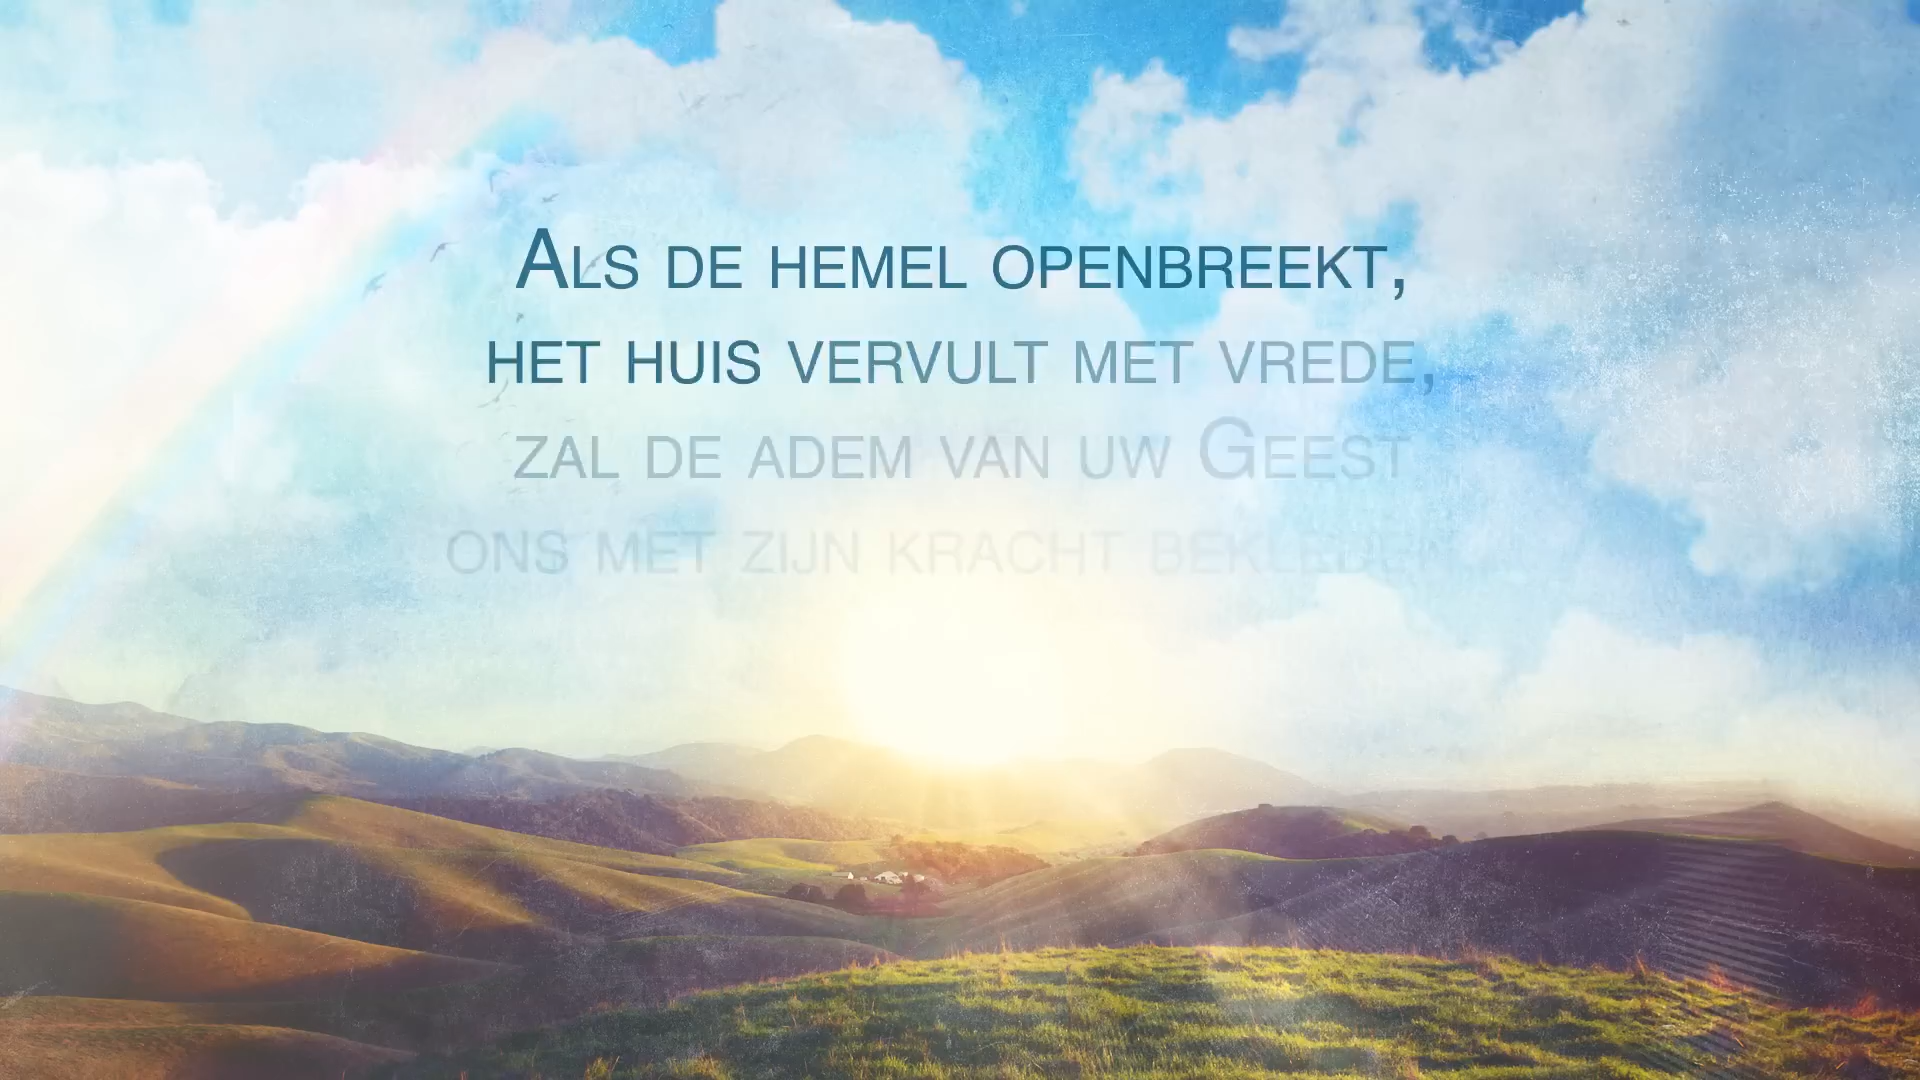 Als de hemel openbreekt,
het huis vervult met vrede,
zal de adem van uw Geest
ons met zijn kracht bekleden